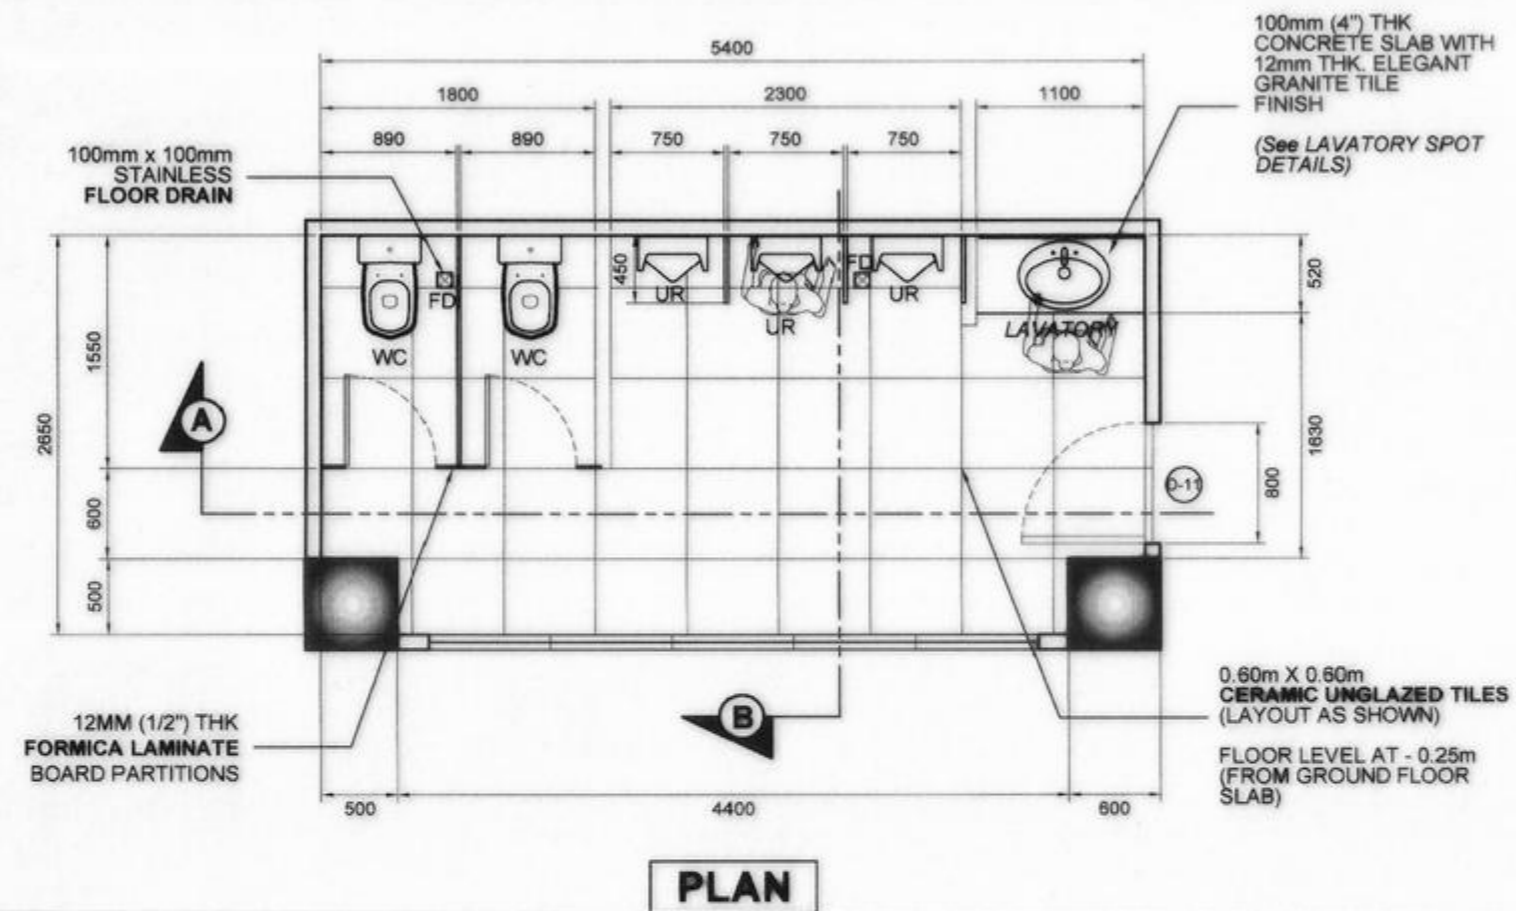 5400
1800
2300
1100
890
890
750
750
750
100mm (4") THK
CONCRETE SLAB WITH
12mm THK. ELEGANT
GRANITE TILE
FINISH
(See LAVATORY SPOT
DETAILS)
100mm x 100mm
STAINLESS
FLOOR DRAIN
2650
1550
600
500
450
520
1630
800
FD
FD
UR
UR
UR
WC
WC
LAVATORY
A
D-11
B
12MM (1/2") THK
FORMICA LAMINATE
BOARD PARTITIONS
0.60m X 0.60m
CERAMIC UNGLAZED TILES
(LAYOUT AS SHOWN)
FLOOR LEVEL AT - 0.25m
(FROM GROUND FLOOR
SLAB)
500
4400
600
PLAN